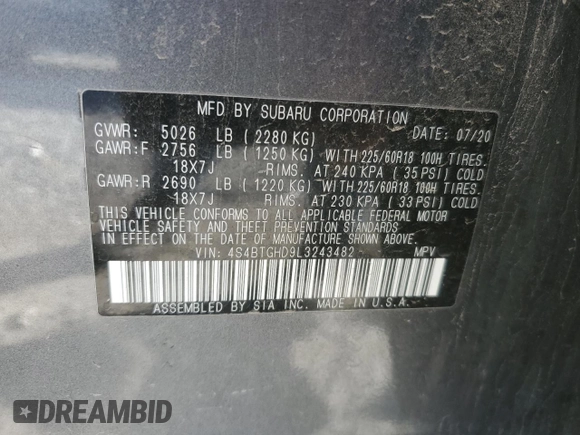 MFD BY SUBARU CORPORATION
GVWR: 5026 LB (2280 KG) DATE: 07/20
GAWR:F 2756 LB (1250 KG) WITH 225/60R18 100H TIRES.
18X7J RIMS. AT 240 KPA (35 PSI) COLD
GAWR:R 2690 LB (1220 KG) WITH 225/60R18 100H TIRES.
18X7J RIMS. AT 230 KPA (33 PSI) COLD
THIS VEHICLE CONFORMS TO ALL APPLICABLE FEDERAL MOTOR
VEHICLE SAFETY AND THEFT PREVENTION STANDARDS
IN EFFECT ON THE DATE OF MANUFACTURE SHOWN ABOVE.
VIN: 4S4BTGHD9L3243482 MPV
ASSEMBLED BY SIA INC. MADE IN U.S.A.
DREAMBID